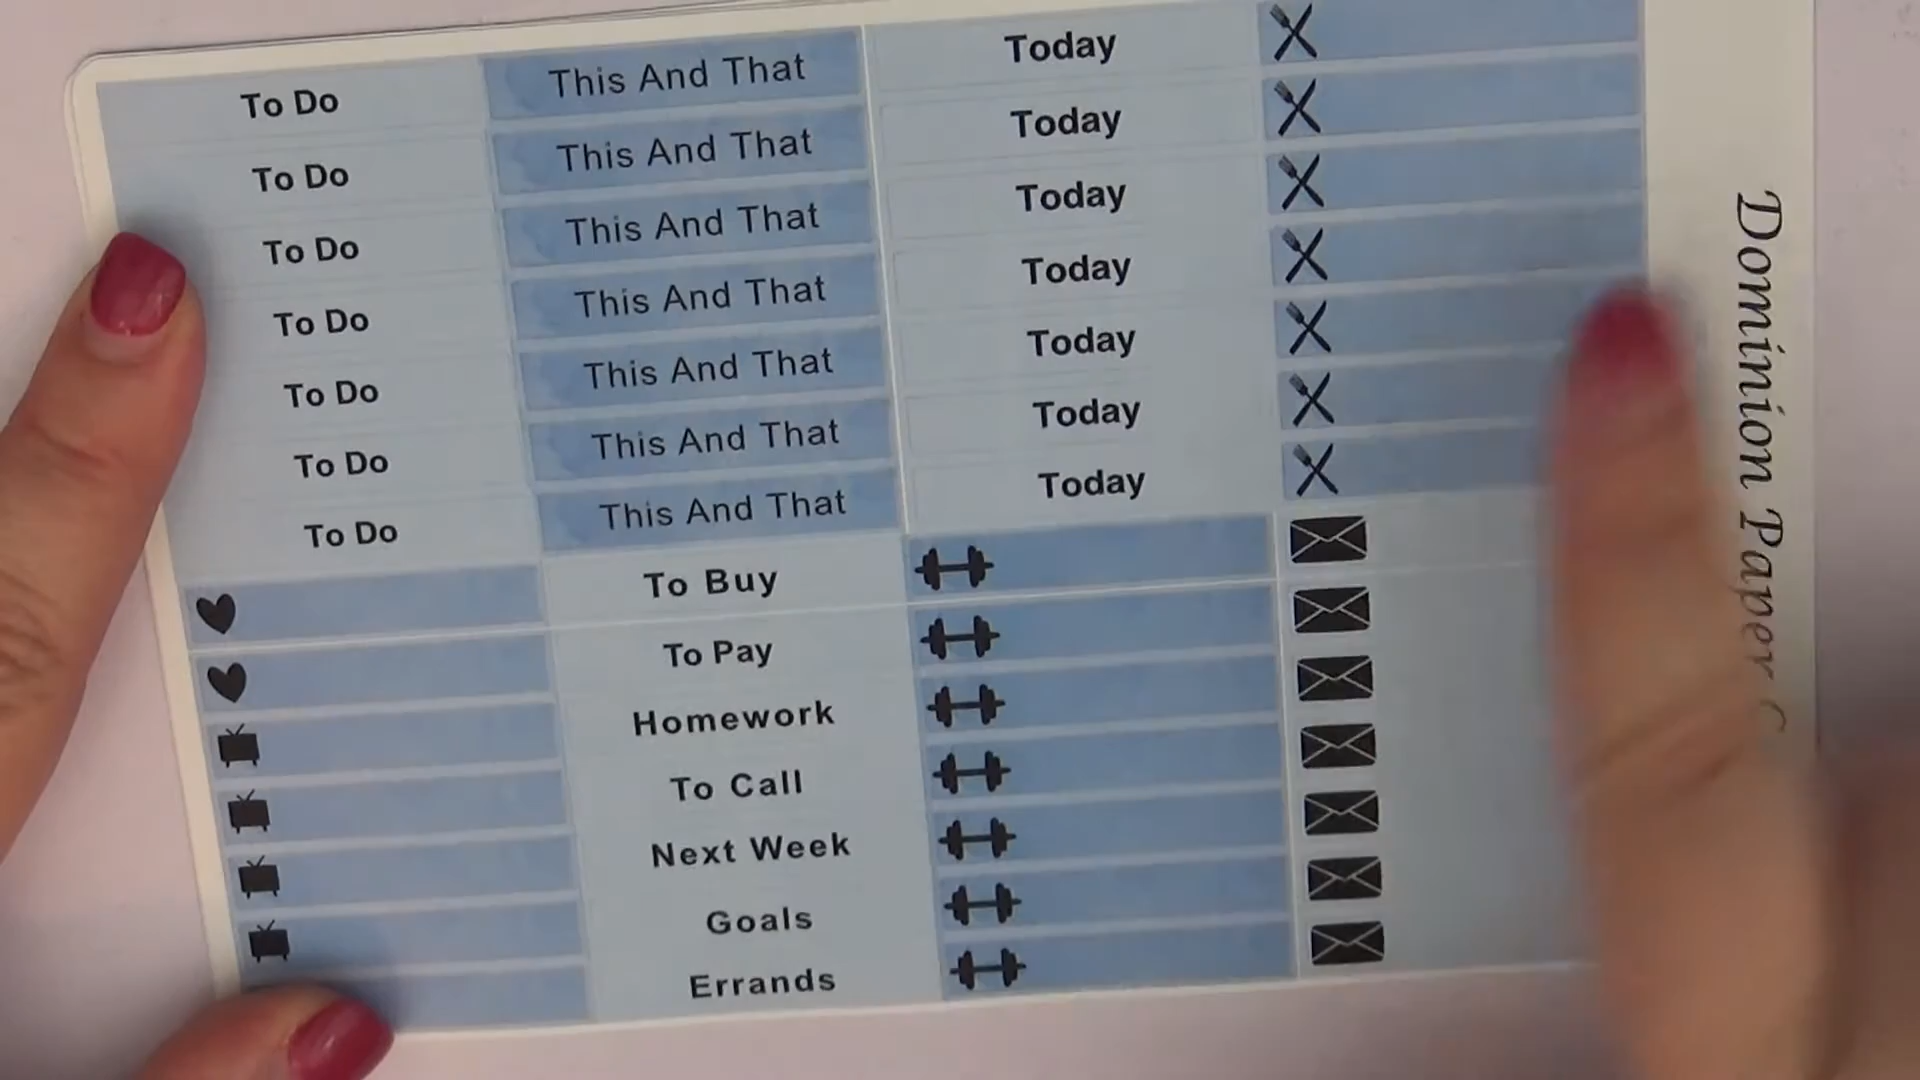 To Do
To Do
To Do
To Do
To Do
To Do
To Do
This And That
This And That
This And That
This And That
This And That
This And That
This And That
To Buy
To Pay
Homework
To Call
Next Week
Goals
Errands
Today
Today
Today
Today
Today
Today
Today
Dominion Paper